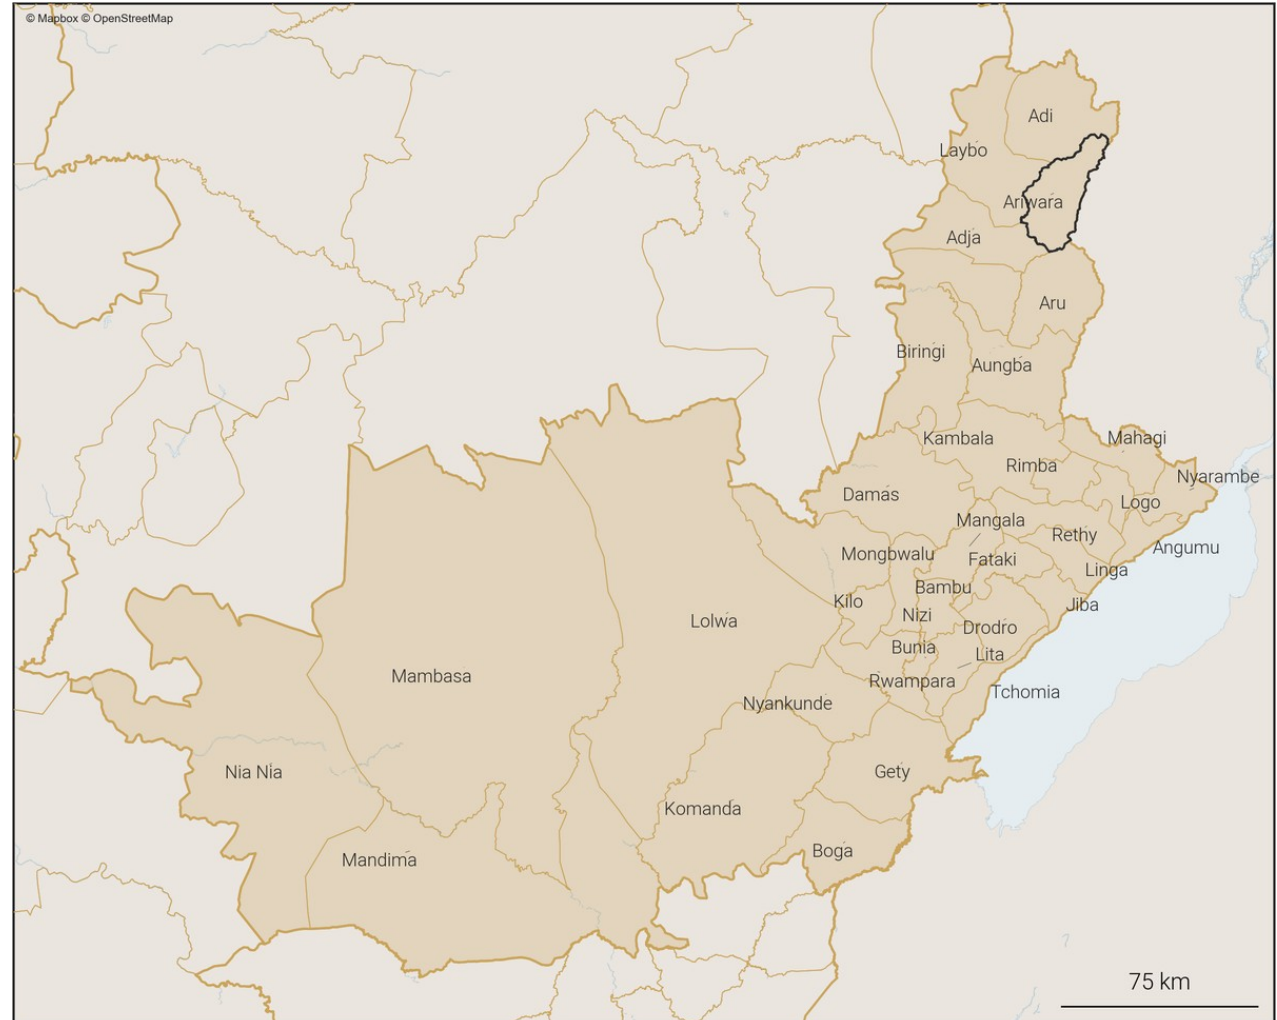 © Mapbox © OpenStreetMap
Adi
Laybo
Ariwara
Adja
Aru
Biringi
Aungba
Kambala
Mahagi
Rimba
Nyarambe
Damas
Logo
Mangala
Rethy
Angumu
Mongbwalu
Fataki
Linga
Bambu
Kilo
Jiba
Nizi
Lolwa
Drodro
Bunia
Lita
Mambasa
Rwampara
Tchomia
Nyankunde
Nia Nia
Gety
Komanda
Boga
Mandima
75 km